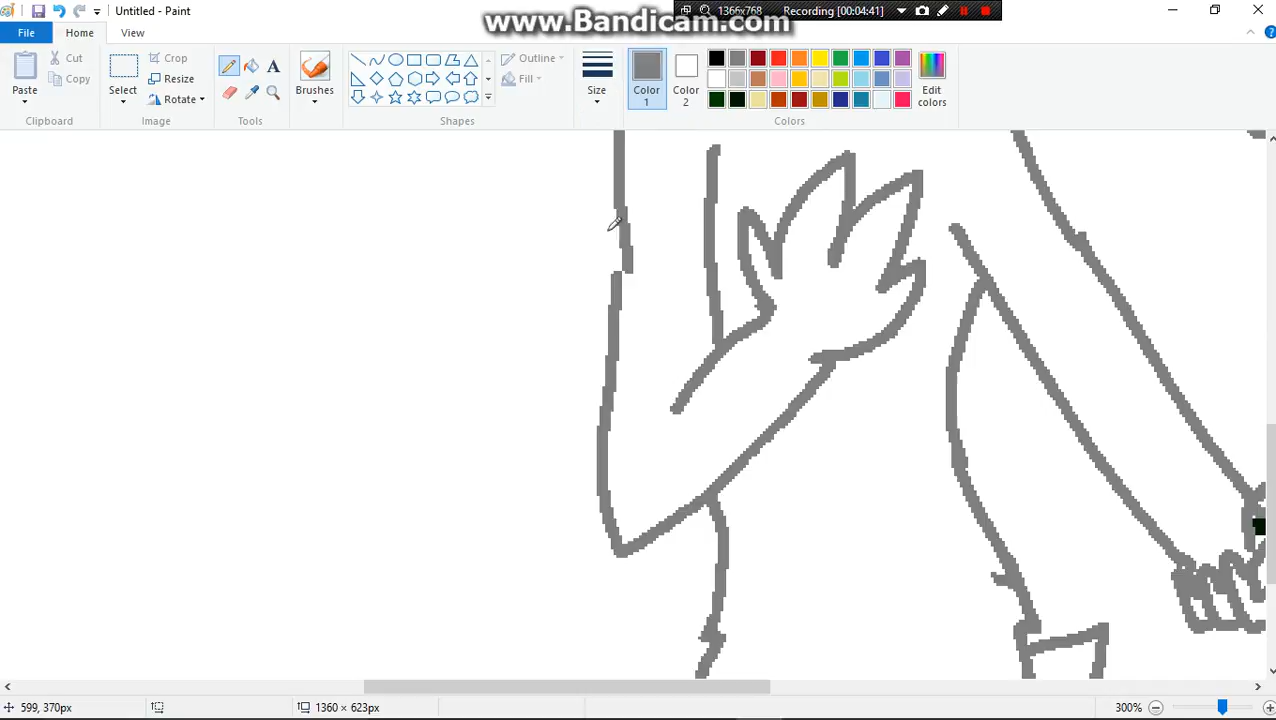 Untitled - Paint
www.Bandicam.com
1366x768
Recording [00:04:41]
File
Home
View
Paste
Cut
Copy
Clipboard
Select
Crop
Resize
Rotate
Image
Tools
Brushes
Outline
Fill
Shapes
Size
Color
1
Color
2
Edit
colors
Colors
599, 370px
1360 × 623px
300%